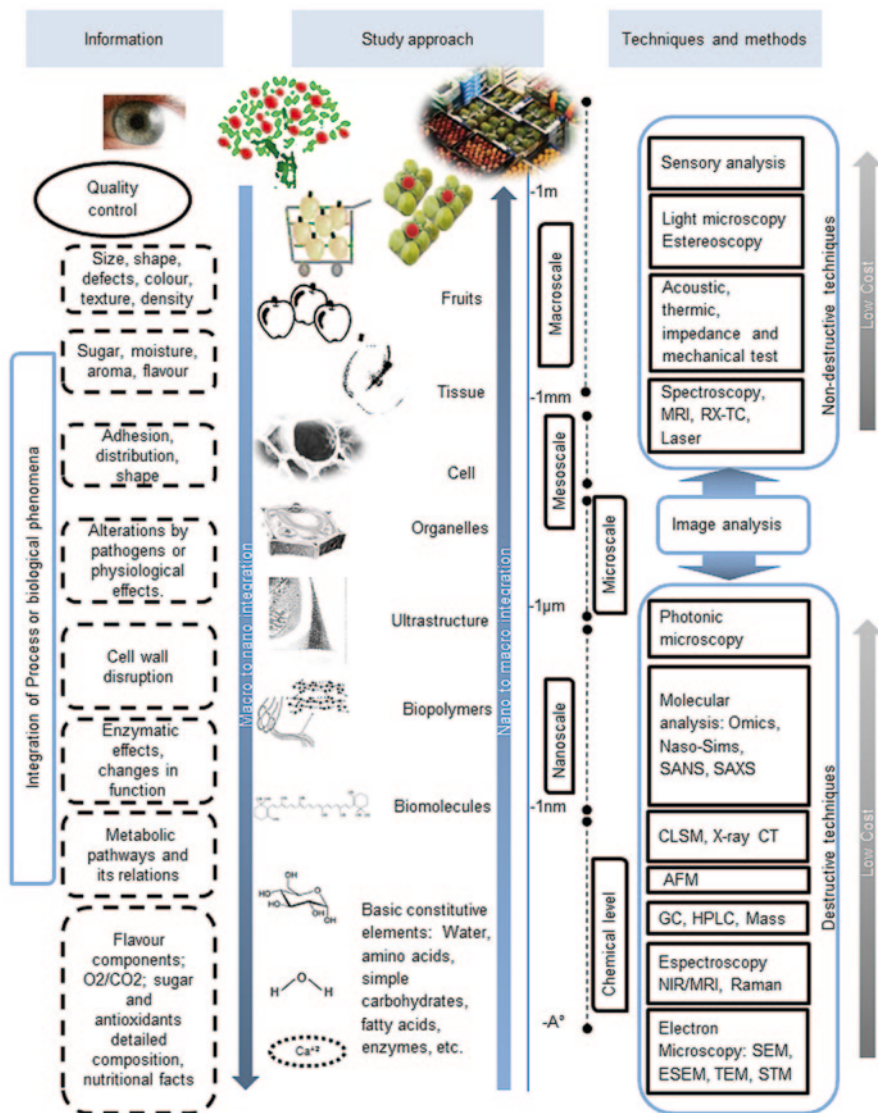 Information
Study approach
Techniques and methods
Quality
control
Size, shape,
defects, colour,
texture, density
Sugar, moisture,
aroma, flavour
Adhesion,
distribution,
shape
Alterations by
pathogens or
physiological
effects.
Cell wall
disruption
Enzymatic
effects,
changes in
function
Metabolic
pathways and
its relations
Flavour
components;
O2/CO2; sugar
and
antioxidants
detailed
composition,
nutritional facts
Integration of Process or biological phenomena
Macro to nano integration
Fruits
Tissue
Cell
Organelles
Ultrastructure
Biopolymers
Biomolecules
HO
OH
HO
HO
OH
OH
H O H
Ca+2
Basic constitutive
elements: Water,
amino acids,
simple
carbohydrates,
fatty acids,
enzymes, etc.
Nano to macro integration
-1m
-1mm
-1µm
-1nm
-Aº
Macroscale
Mesoscale
Microscale
Nanoscale
Chemical level
Sensory analysis
Light microscopy
Estereoscopy
Acoustic,
thermic,
impedance and
mechanical test
Spectroscopy,
MRI, RX-TC,
Laser
Non-destructive techniques
Low Cost
Image analysis
Photonic
microscopy
Molecular
analysis: Omics,
Naso-Sims,
SANS, SAXS
CLSM, X-ray CT
AFM
GC, HPLC, Mass
Espectroscopy
NIR/MRI, Raman
Electron
Microscopy: SEM,
ESEM, TEM, STM
Destructive techniques
Low Cost